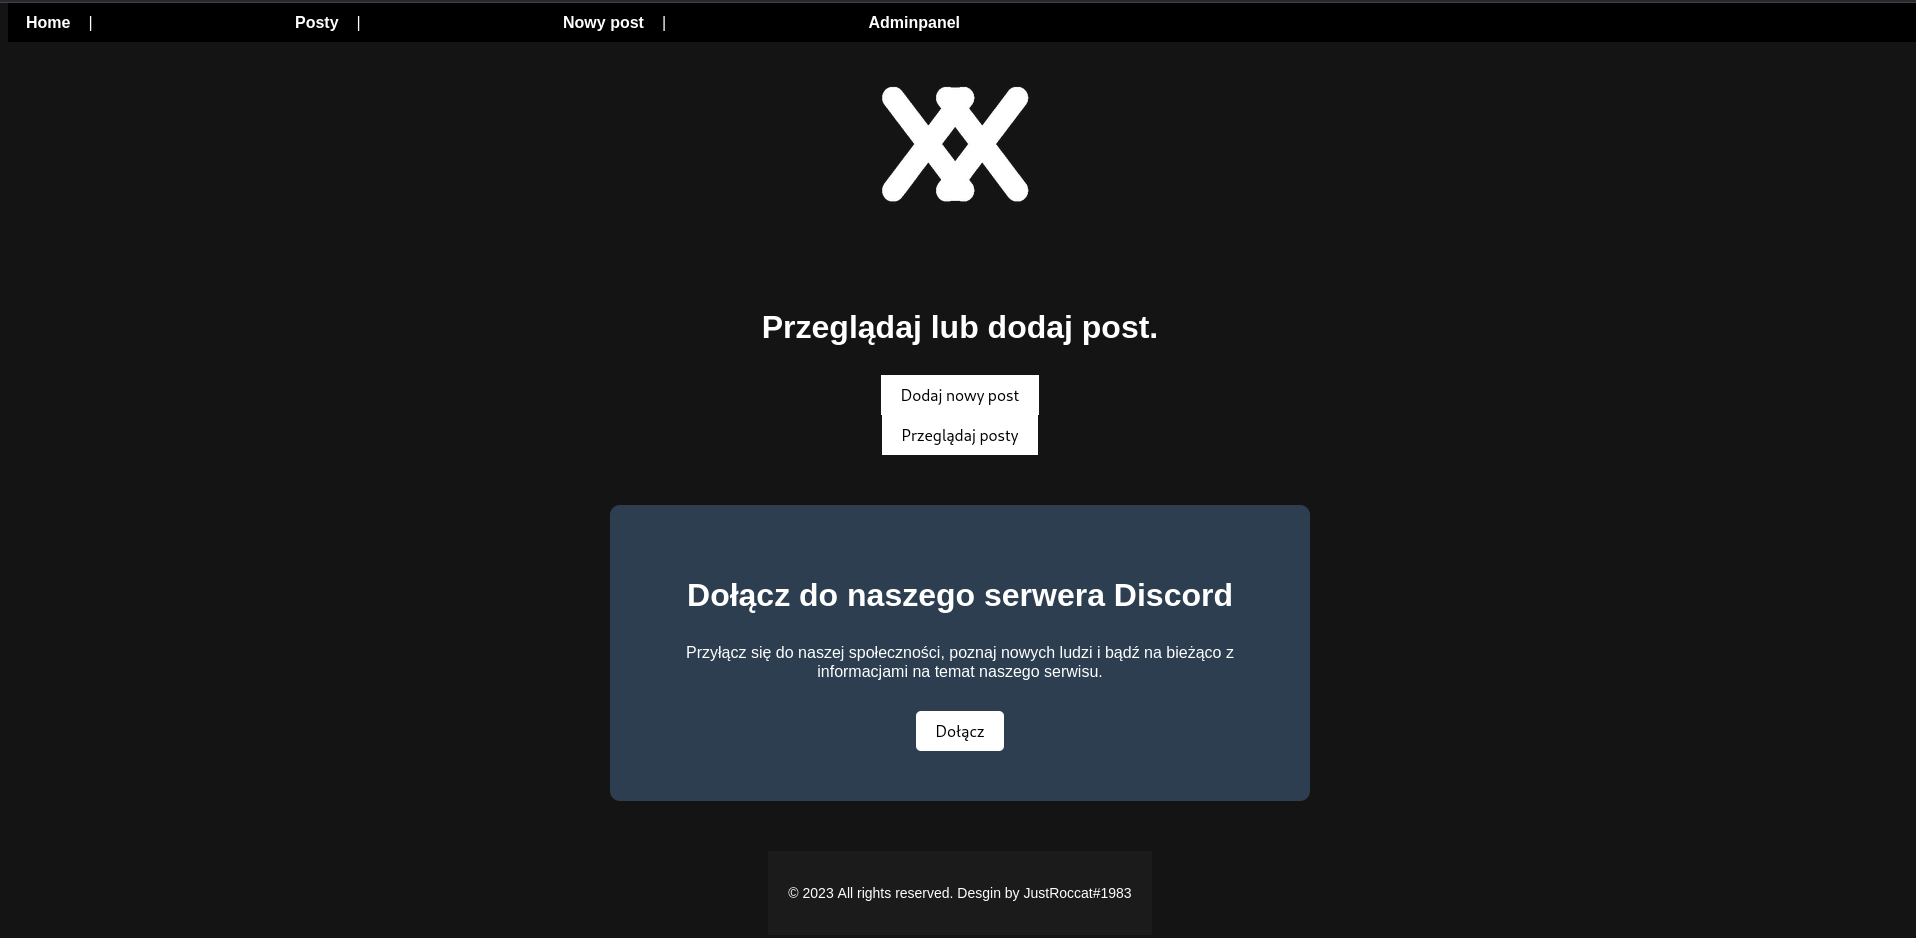 Home | Posty | Nowy post | Adminpanel
Przeglądaj lub dodaj post.
Dodaj nowy post
Przeglądaj posty
Dołącz do naszego serwera Discord
Przyłącz się do naszej społeczności, poznaj nowych ludzi i bądź na bieżąco z
informacjami na temat naszego serwisu.
Dołącz
© 2023 All rights reserved. Desgin by JustRoccat#1983